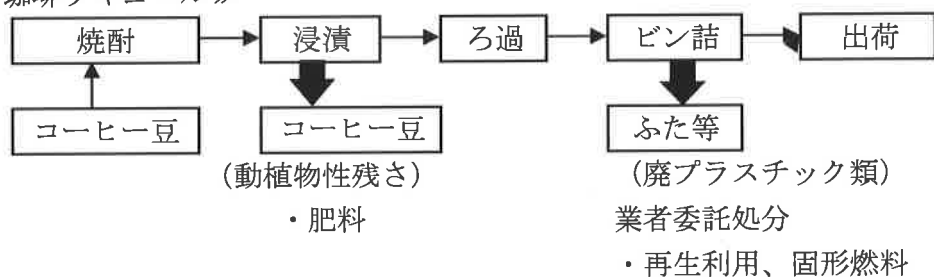 焼酎 浸漬 ろ過 ビン詰 出荷
コーヒー豆 コーヒー豆 ふた等
(動植物性残さ) (廃プラスチック類)
・肥料 業者委託処分
・再生利用、固形燃料